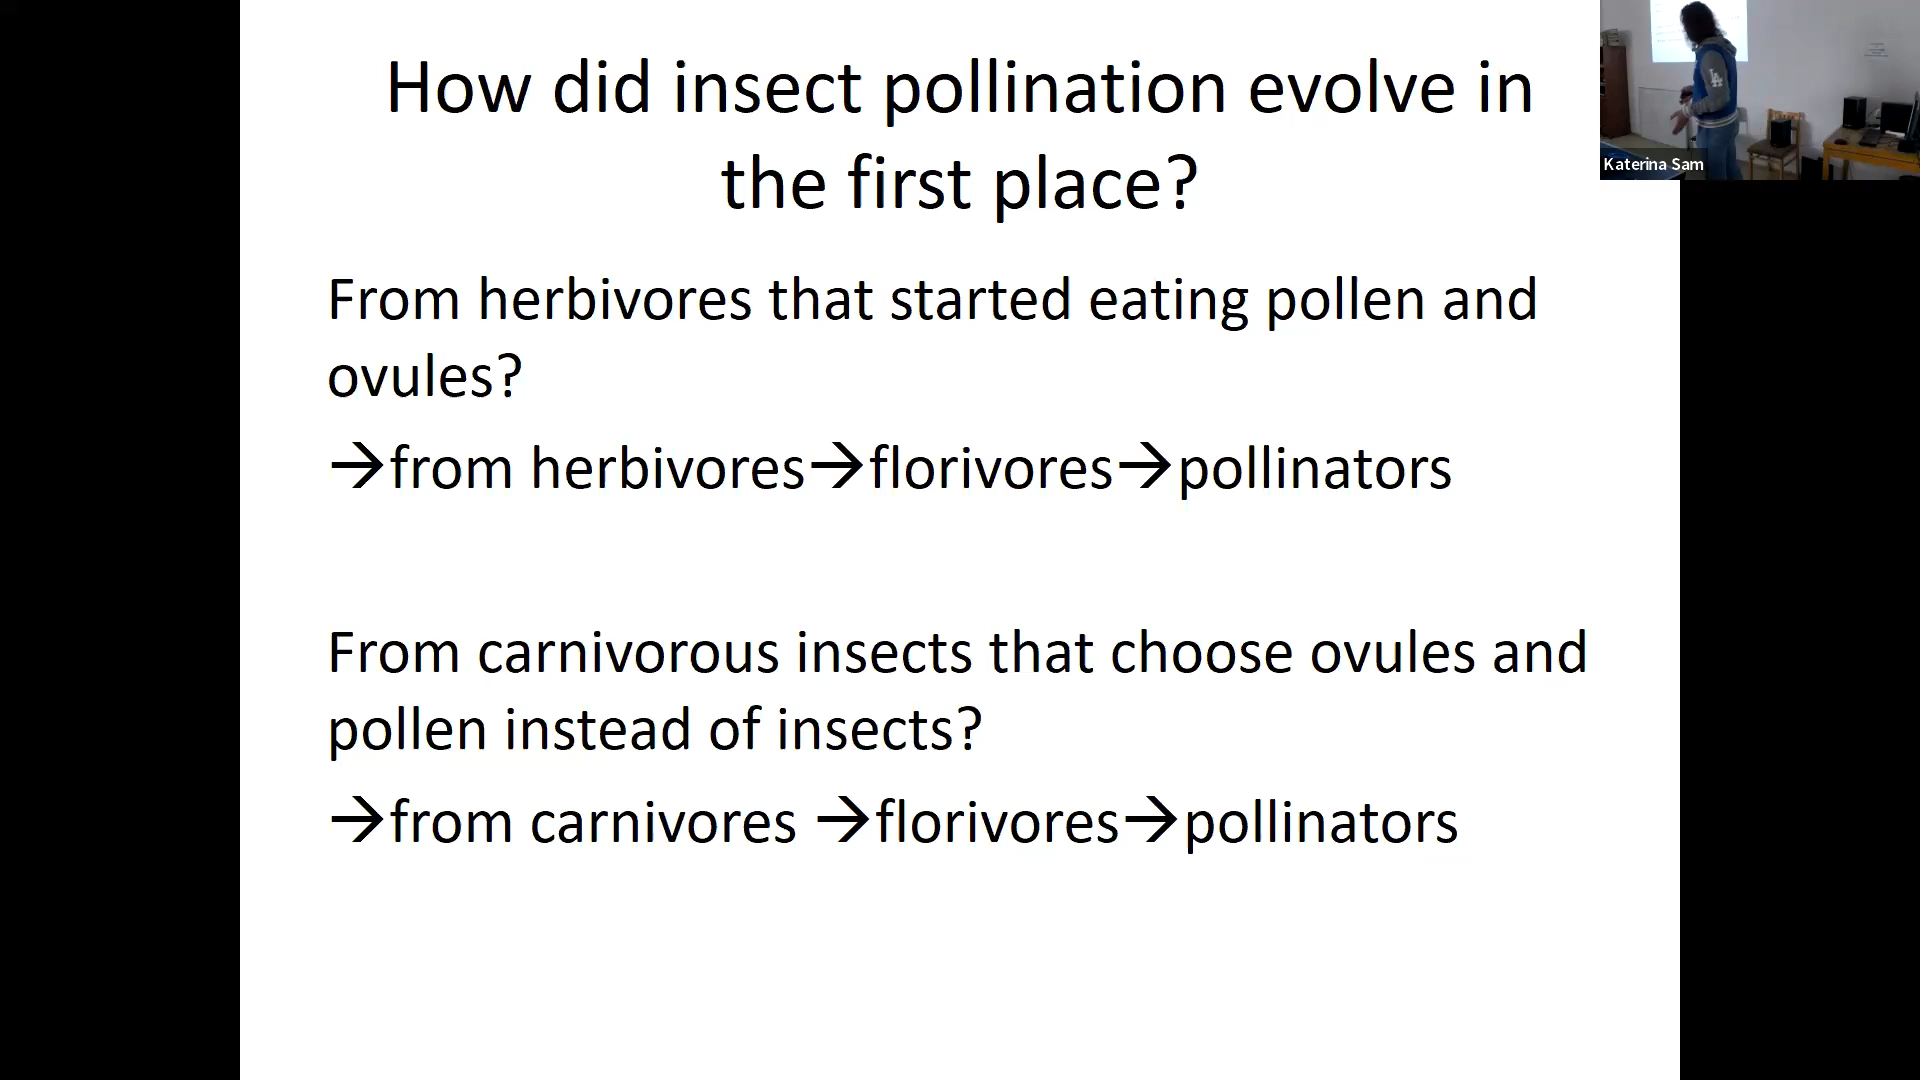 How did insect pollination evolve in
the first place?
From herbivores that started eating pollen and
ovules?
→from herbivores→florivores→pollinators
From carnivorous insects that choose ovules and
pollen instead of insects?
→from carnivores →florivores→pollinators
LA
Katerina Sam